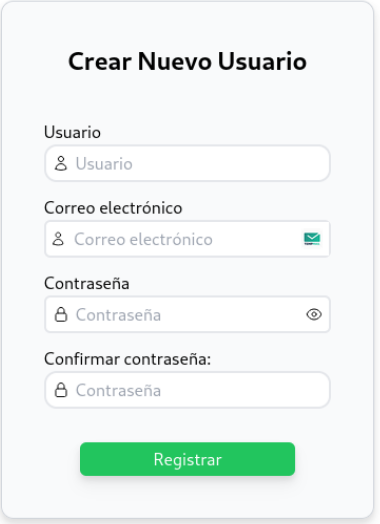 Crear Nuevo Usuario
Usuario
Usuario
Correo electrónico
Correo electrónico
Contraseña
Contraseña
Confirmar contraseña:
Contraseña
Registrar